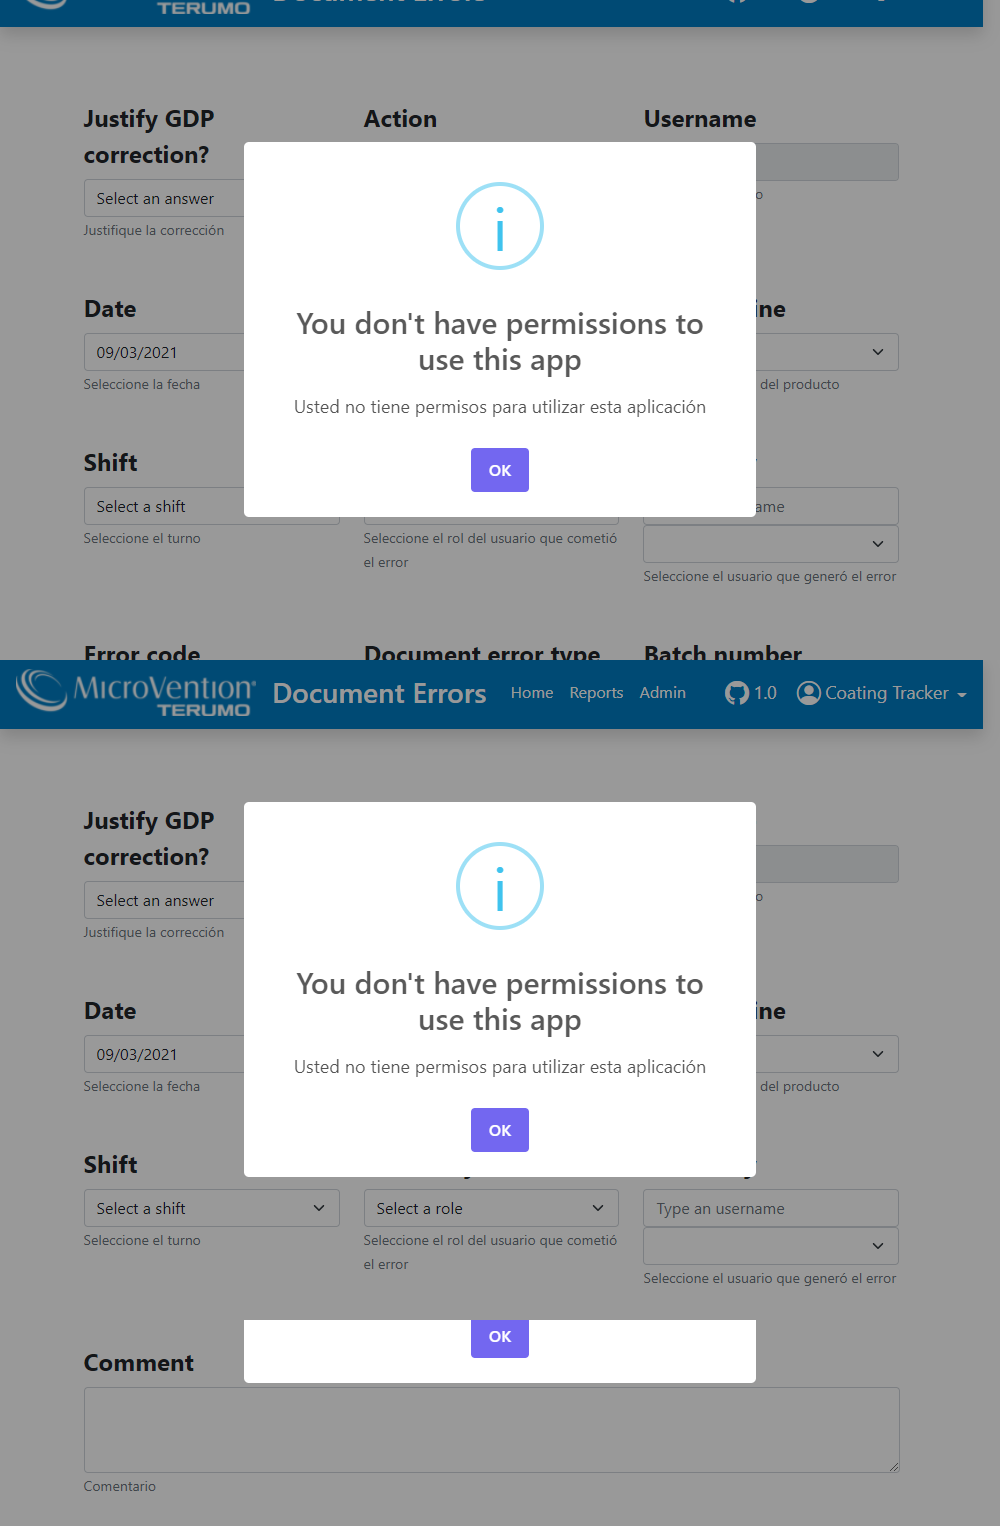 TERUMO
Justify GDP correction?
Action
Username
Select an answer
Justifique la corrección
You don't have permissions to
use this app
Usted no tiene permisos para utilizar esta aplicación
OK
Date
09/03/2021
Seleccione la fecha
del producto
Shift
Select a shift
Seleccione el turno
Seleccione el rol del usuario que cometió
el error
Seleccione el usuario que generó el error
Error code
Document error type
Batch number
MicroVention
TERUMO
Document Errors
Home
Reports
Admin
1.0
Coating Tracker
Justify GDP
correction?
Select an answer
Justifique la corrección
You don't have permissions to
use this app
Usted no tiene permisos para utilizar esta aplicación
OK
Date
09/03/2021
Seleccione la fecha
del producto
Shift
Select a shift
Seleccione el turno
Select a role
Seleccione el rol del usuario que cometió
el error
Type an username
Seleccione el usuario que generó el error
OK
Comment
Comentario